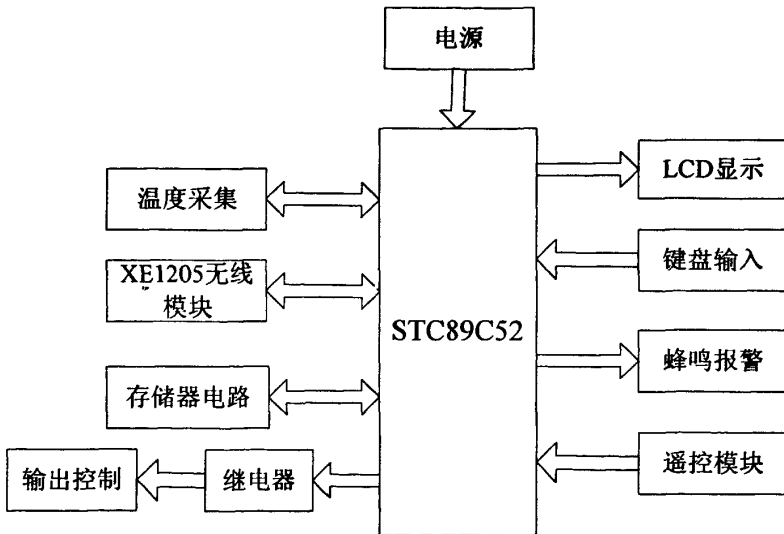 电源
温度采集
XE1205无线
模块
存储器电路
输出控制
继电器
STC89C52
LCD显示
键盘输入
蜂鸣报警
遥控模块